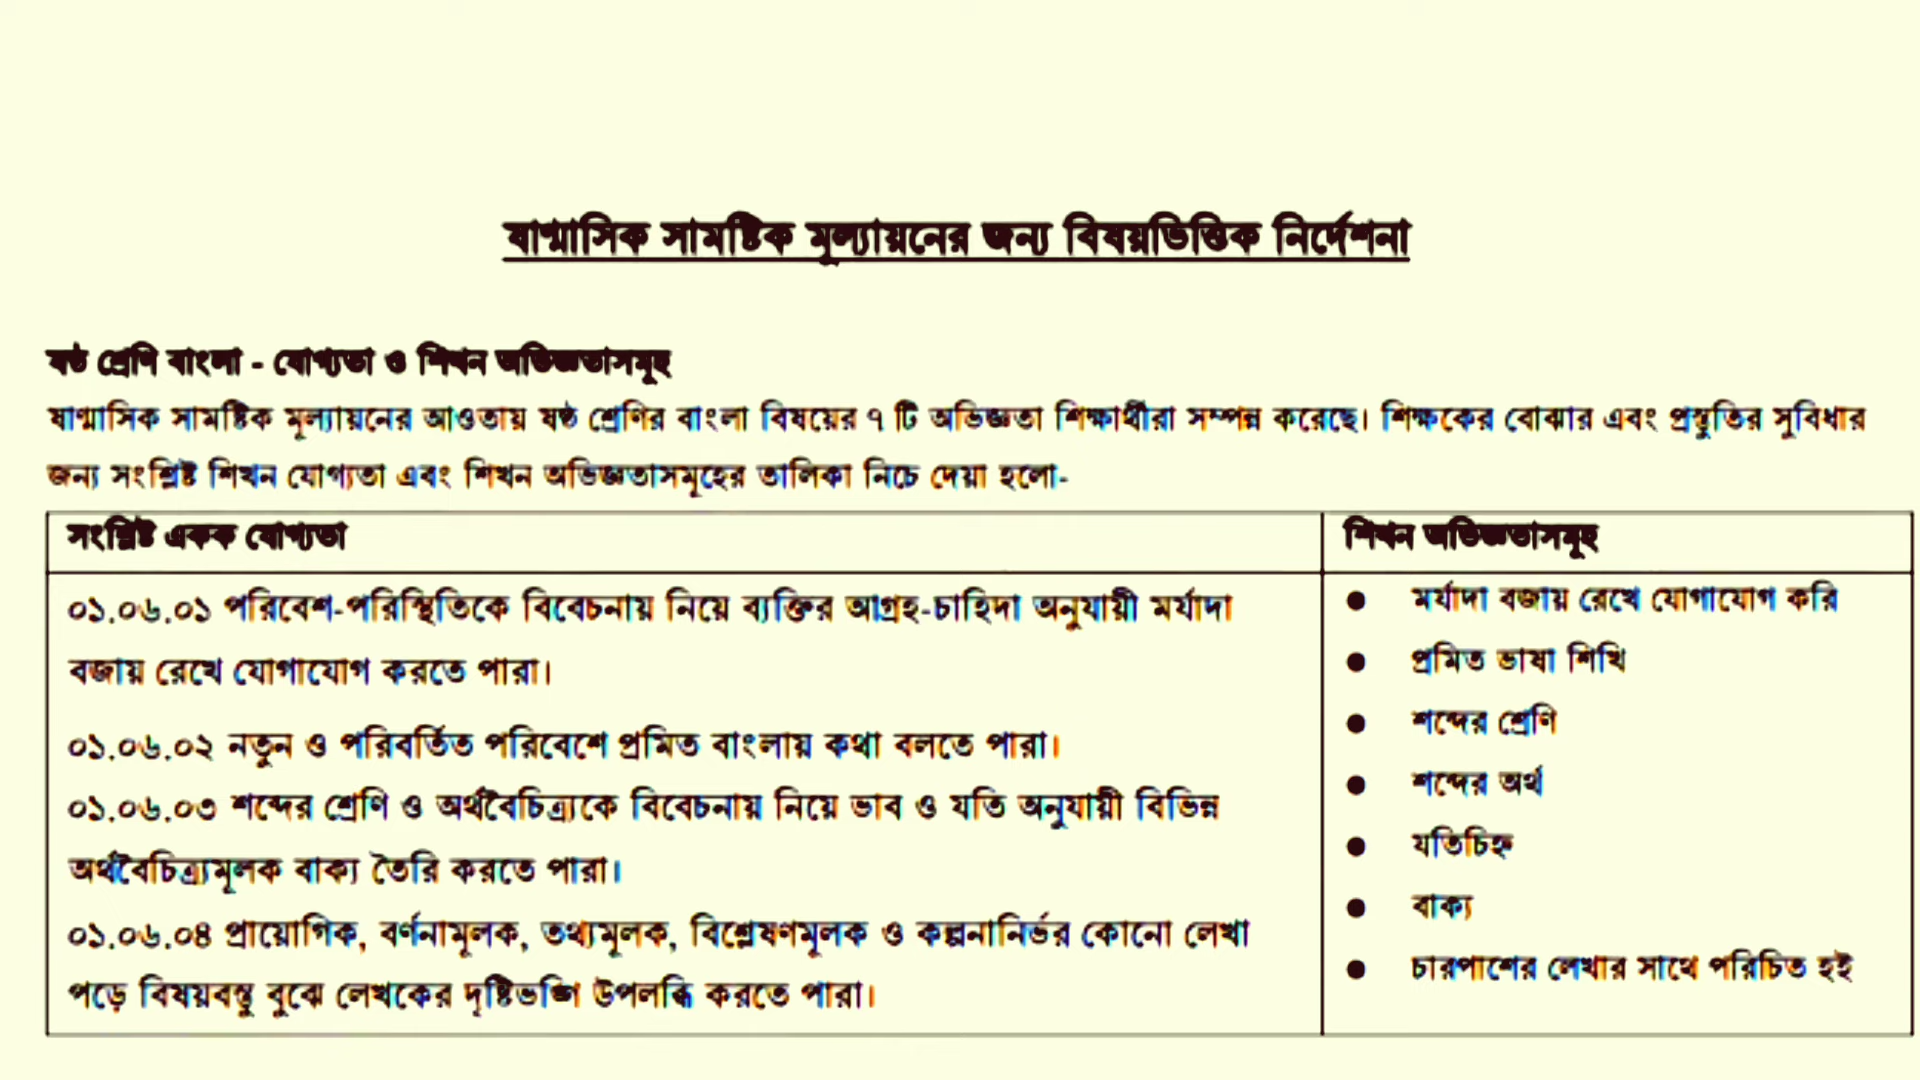 ষাণ্মাসিক সামষ্টিক মূল্যায়নের জন্য বিষয়ভিত্তিক নির্দেশনা
ষষ্ঠ শ্রেণি বাংলা - যোগ্যতা ও শিখন অভিজ্ঞতাসমূহ
ষাণ্মাসিক সামষ্টিক মূল্যায়নের আওতায় ষষ্ঠ শ্রেণির বাংলা বিষয়ের ৭ টি অভিজ্ঞতা শিক্ষার্থীরা সম্পন্ন করেছে। শিক্ষকের বোঝার এবং প্রস্তুতির সুবিধার
জন্য সংশ্লিষ্ট শিখন যোগ্যতা এবং শিখন অভিজ্ঞতাসমূহের তালিকা নিচে দেয়া হলো-
সংশ্লিষ্ট একক যোগ্যতা
০১.০৬.০১ পরিবেশ-পরিস্থিতিকে বিবেচনায় নিয়ে ব্যক্তির আগ্রহ-চাহিদা অনুযায়ী মর্যাদা
বজায় রেখে যোগাযোগ করতে পারা।
০১.০৬.০২ নতুন ও পরিবর্তিত পরিবেশে প্রমিত বাংলায় কথা বলতে পারা।
০১.০৬.০৩ শব্দের শ্রেণি ও অর্থবৈচিত্র্যকে বিবেচনায় নিয়ে ভাব ও যতি অনুযায়ী বিভিন্ন
অর্থবৈচিত্র্যমূলক বাক্য তৈরি করতে পারা।
০১.০৬.০৪ প্রায়োগিক, বর্ণনামূলক, তথ্যমূলক, বিশ্লেষণমূলক ও কল্পনানির্ভর কোনো লেখা
পড়ে বিষয়বস্তু বুঝে লেখকের দৃষ্টিভঙ্গি উপলব্ধি করতে পারা।
শিখন অভিজ্ঞতাসমূহ
● মর্যাদা বজায় রেখে যোগাযোগ করি
● প্রমিত ভাষা শিখি
● শব্দের শ্রেণি
● শব্দের অর্থ
● যতিচিহ্ন
● বাক্য
● চারপাশের লেখার সাথে পরিচিত হই